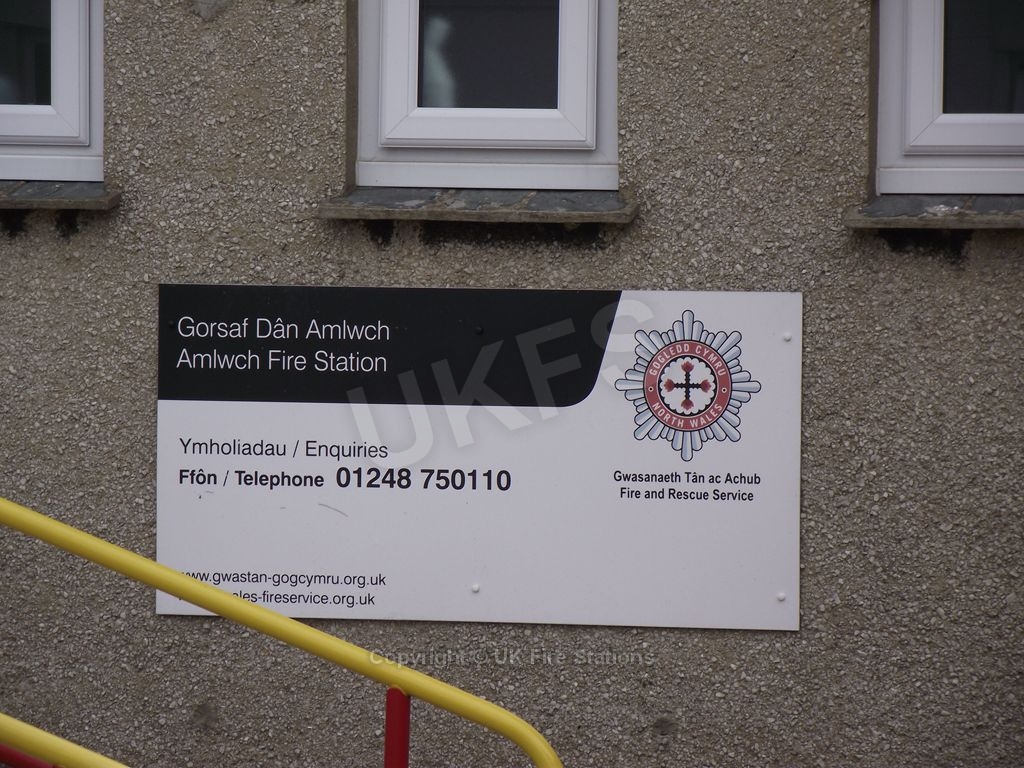 Gorsaf Dân Amlwch
Amlwch Fire Station
UKFS
GOGLEDD CYMRU
NORTH WALES
Ymholiadau / Enquiries
Ffôn / Telephone 01248 750110
Gwasanaeth Tân ac Achub
Fire and Rescue Service
www.gwastan-gogcymru.org.uk
ales-fireservice.org.uk
Copyright © UK Fire Stations